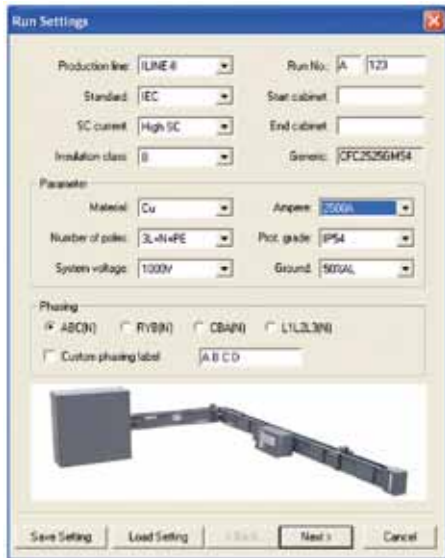 Run Settings
Production line: ILINE-II Run No.: A 123
Standard: IEC Start cabinet:
SC current: High SC End cabinet:
Insulation class: B Generic: CFC25256M54
Parameter
Material: Cu Ampere: 2500A
Number of poles: 3L+N+PE Prot. grade: IP54
System voltage: 1000V Ground: 50%AL
Phasing
ABC(N) RYB(N) CBA(N) L1L2L3(N)
Custom phasing label A B C D
Save Setting Load Setting < Back Next > Cancel